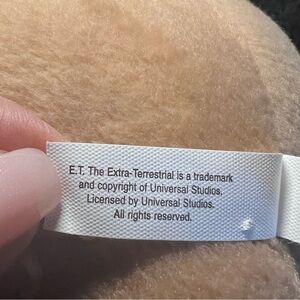 E.T. The Extra-Terrestrial is a trademark
and copyright of Universal Studios.
Licensed by Universal Studios.
All rights reserved.